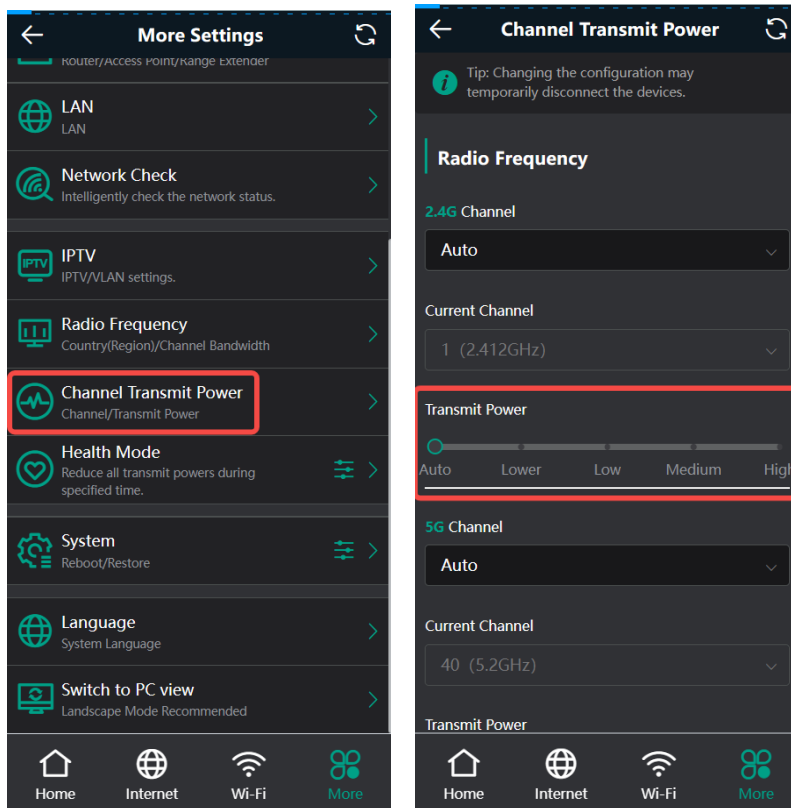 More Settings
Router/Access Point/Range Extender
LAN
LAN
Network Check
Intelligently check the network status.
IPTV
IPTV
IPTV/VLAN settings.
Radio Frequency
Country(Region)/Channel Bandwidth
Channel Transmit Power
Channel/Transmit Power
Health Mode
Reduce all transmit powers during
specified time.
System
Reboot/Restore
Language
System Language
Switch to PC view
Landscape Mode Recommended
Home Internet Wi-Fi More
Channel Transmit Power
Tip: Changing the configuration may
temporarily disconnect the devices.
Radio Frequency
2.4G Channel
Auto
Current Channel
1 (2.412GHz)
Transmit Power
Auto Lower Low Medium High
5G Channel
Auto
Current Channel
40 (5.2GHz)
Transmit Power
Home Internet Wi-Fi More